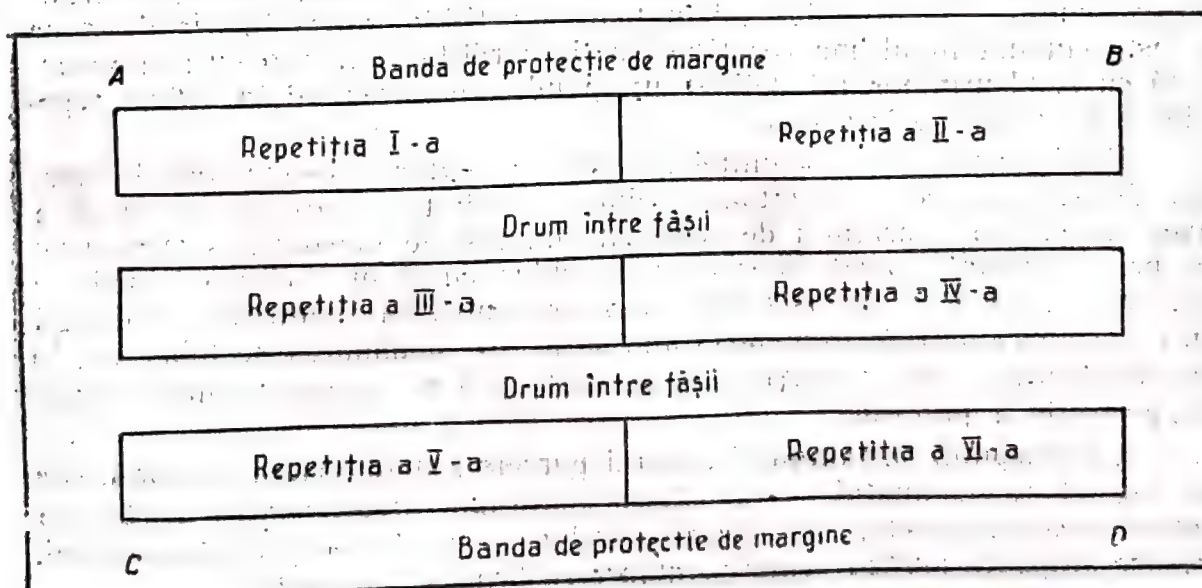 A Banda de protecție de margine B
Repetiția I-a Repetiția a II-a
Drum între fâșii
Repetiția a III-a Repetiția a IV-a
Drum între fâșii
Repetiția a V-a Repetitia a VI-a
C Banda de protecție de margine D